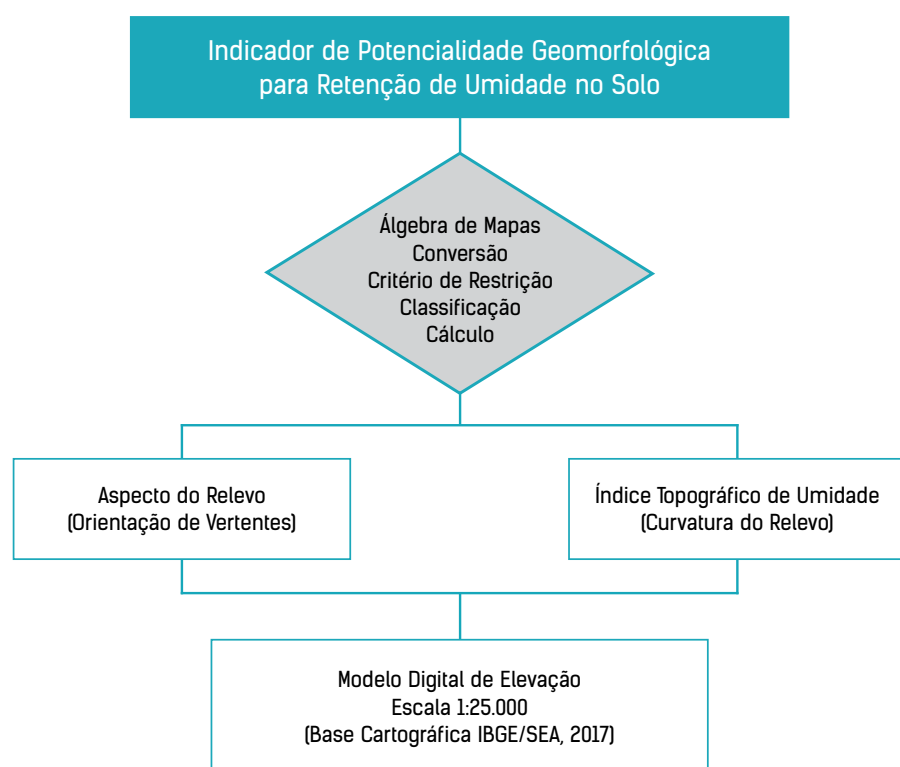 Indicador de Potencialidade Geomorfológica
para Retenção de Umidade no Solo
Álgebra de Mapas
Conversão
Critério de Restrição
Classificação
Cálculo
Aspecto do Relevo
(Orientação de Vertentes)
Índice Topográfico de Umidade
(Curvatura do Relevo)
Modelo Digital de Elevação
Escala 1:25.000
(Base Cartográfica IBGE/SEA, 2017)